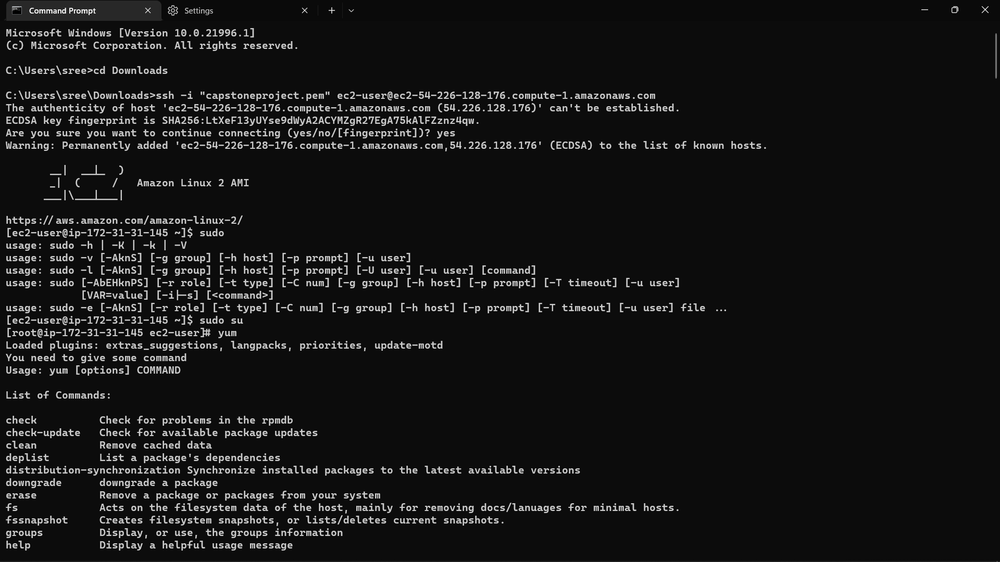 Command Prompt
Settings
Microsoft Windows [Version 10.0.21996.1]
(c) Microsoft Corporation. All rights reserved.
C:\Users\sree>cd Downloads
C:\Users\sree\Downloads>ssh -i "capstoneproject.pem" ec2-user@ec2-54-226-128-176.compute-1.amazonaws.com
The authenticity of host 'ec2-54-226-128-176.compute-1.amazonaws.com (54.226.128.176)' can't be established.
ECDSA key fingerprint is SHA256:LtXeF13yUYse9dWyA2ACYMZgR27EgA75kAlFZznz4qw.
Are you sure you want to continue connecting (yes/no/[fingerprint])? yes
Warning: Permanently added 'ec2-54-226-128-176.compute-1.amazonaws.com,54.226.128.176' (ECDSA) to the list of known hosts.
       __|  __|_  )
       _|  (     /   Amazon Linux 2 AMI
      ___|\___|___|
https://aws.amazon.com/amazon-linux-2/
[ec2-user@ip-172-31-31-145 ~]$ sudo
usage: sudo -h | -K | -k | -V
usage: sudo -v [-AknS] [-g group] [-h host] [-p prompt] [-u user]
usage: sudo -l [-AknS] [-g group] [-h host] [-p prompt] [-U user] [-u user] [command]
usage: sudo [-AbEHknPS] [-r role] [-t type] [-C num] [-g group] [-h host] [-p prompt] [-T timeout] [-u user]
            [VAR=value] [-i|-s] [<command>]
usage: sudo -e [-AknS] [-r role] [-t type] [-C num] [-g group] [-h host] [-p prompt] [-T timeout] [-u user] file ...
[ec2-user@ip-172-31-31-145 ~]$ sudo su
[root@ip-172-31-31-145 ec2-user]# yum
Loaded plugins: extras_suggestions, langpacks, priorities, update-motd
You need to give some command
Usage: yum [options] COMMAND
List of Commands:
check          Check for problems in the rpmdb
check-update   Check for available package updates
clean          Remove cached data
deplist        List a package's dependencies
distribution-synchronization Synchronize installed packages to the latest available versions
downgrade      downgrade a package
erase          Remove a package or packages from your system
fs             Acts on the filesystem data of the host, mainly for removing docs/lanuages for minimal hosts.
fssnapshot     Creates filesystem snapshots, or lists/deletes current snapshots.
groups         Display, or use, the groups information
help           Display a helpful usage message